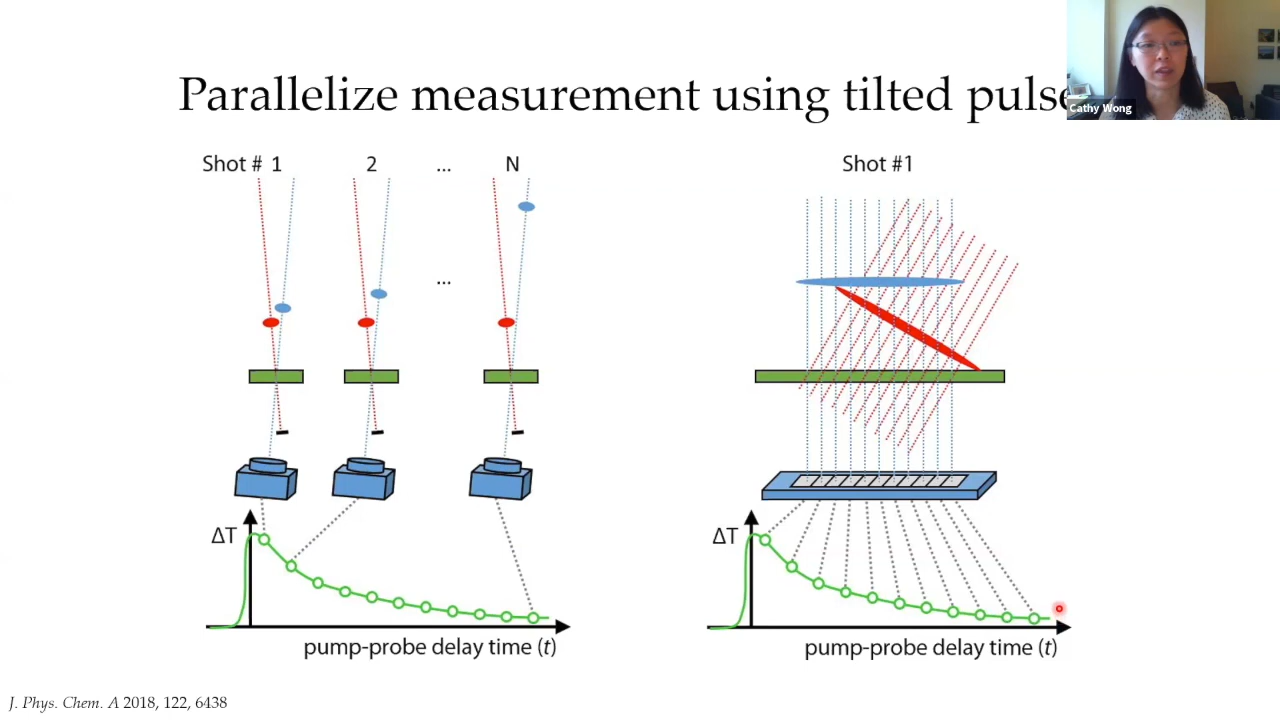 Parallelize measurement using tilted pulse
Cathy Wong
Shot # 1 2 ... N
Shot #1
...
ΔT
pump-probe delay time (t)
ΔT
pump-probe delay time (t)
J. Phys. Chem. A 2018, 122, 6438